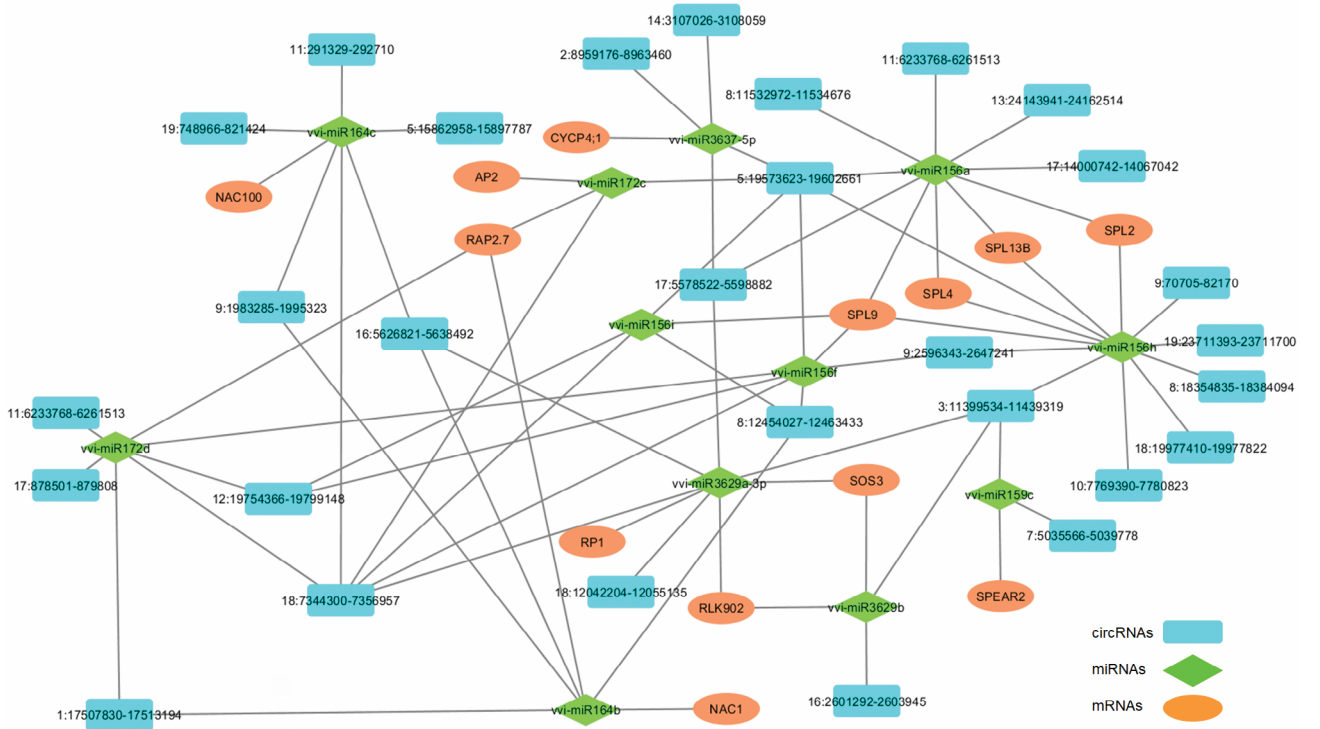 14:3107026-3108059
11:291329-292710
2:8959176-8963460
11:6233768-6261513
8:11532972-11534676
13:24143941-24162514
19:748966-821424
vvi-miR164c
5:15862958-15897787
CYCP4;1
vvi-miR3637-5p
17:14000742-14067042
AP2
vvi-miR172c
5:19573623-19602661
vvi-miR156a
NAC100
RAP2.7
SPL2
SPL13B
17:5578522-5598882
9:70705-82170
SPL4
9:1983285-1995323
SPL9
vvi-miR156i
16:5626821-5638492
19:23711393-23711700
vvi-miR156h
9:2596343-2647241
vvi-miR156f
8:18354835-18384094
3:11399534-11439319
11:6233768-6261513
8:12454027-12463433
vvi-miR172d
18:19977410-19977822
17:878501-879808
12:19754366-19799148
vvi-miR3629a-3p
SOS3
10:7769390-7780823
vvi-miR159c
7:5035566-5039778
RP1
18:12042204-12055135
18:7344300-7356957
RLK902
vvi-miR3629b
SPEAR2
circRNAs
miRNAs
16:2601292-2603945
mRNAs
1:17507830-17513194
vvi-miR164b
NAC1